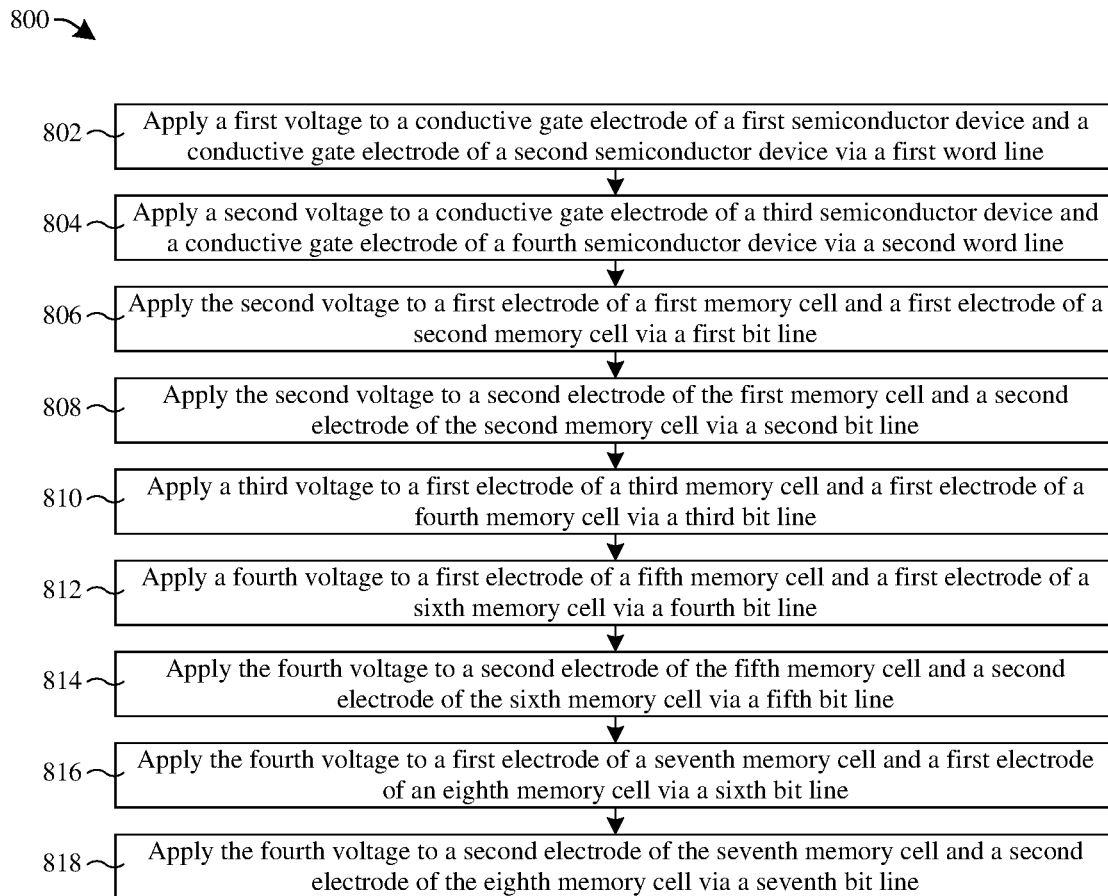 800
802
Apply a first voltage to a conductive gate electrode of a first semiconductor device and a
conductive gate electrode of a second semiconductor device via a first word line
804
Apply a second voltage to a conductive gate electrode of a third semiconductor device and
a conductive gate electrode of a fourth semiconductor device via a second word line
806
Apply the second voltage to a first electrode of a first memory cell and a first electrode of a
second memory cell via a first bit line
808
Apply the second voltage to a second electrode of the first memory cell and a second
electrode of the second memory cell via a second bit line
810
Apply a third voltage to a first electrode of a third memory cell and a first electrode of a
fourth memory cell via a third bit line
812
Apply a fourth voltage to a first electrode of a fifth memory cell and a first electrode of a
sixth memory cell via a fourth bit line
814
Apply the fourth voltage to a second electrode of the fifth memory cell and a second
electrode of the sixth memory cell via a fifth bit line
816
Apply the fourth voltage to a first electrode of a seventh memory cell and a first electrode
of an eighth memory cell via a sixth bit line
818
Apply the fourth voltage to a second electrode of the seventh memory cell and a second
electrode of the eighth memory cell via a seventh bit line